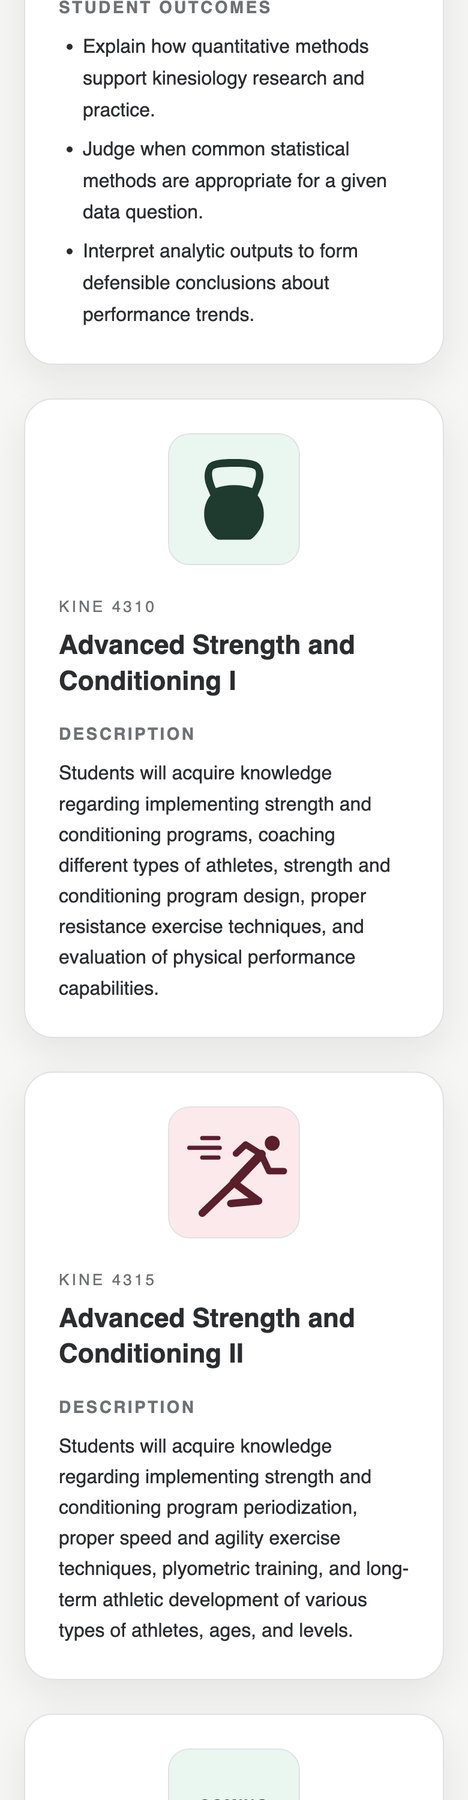 STUDENT OUTCOMES
• Explain how quantitative methods
support kinesiology research and
practice.
• Judge when common statistical
methods are appropriate for a given
data question.
• Interpret analytic outputs to form
defensible conclusions about
performance trends.
KINE 4310
Advanced Strength and
Conditioning I
DESCRIPTION
Students will acquire knowledge
regarding implementing strength and
conditioning programs, coaching
different types of athletes, strength and
conditioning program design, proper
resistance exercise techniques, and
evaluation of physical performance
capabilities.
KINE 4315
Advanced Strength and
Conditioning II
DESCRIPTION
Students will acquire knowledge
regarding implementing strength and
conditioning program periodization,
proper speed and agility exercise
techniques, plyometric training, and long-
term athletic development of various
types of athletes, ages, and levels.